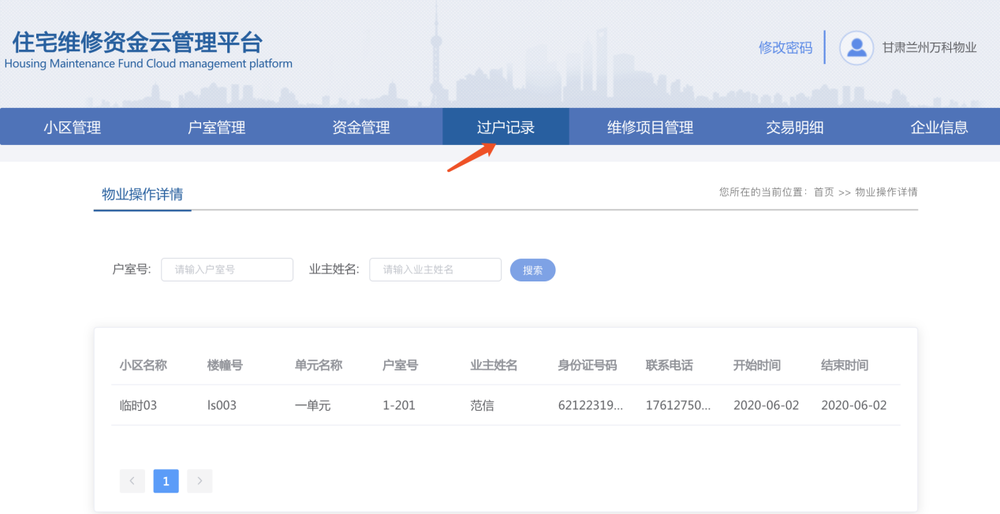 住宅维修资金云管理平台
Housing Maintenance Fund Cloud management platform
修改密码 甘肃兰州万科物业
小区管理 户室管理 资金管理 过户记录 维修项目管理 交易明细 企业信息
物业操作详情 您所在的当前位置：首页 >> 物业操作详情
户室号: 请输入户室号 业主姓名: 请输入业主姓名 搜索
小区名称 楼幢号 单元名称 户室号 业主姓名 身份证号码 联系电话 开始时间 结束时间
临时03 ls003 一单元 1-201 范信 62122319... 17612750... 2020-06-02 2020-06-02
< 1 >